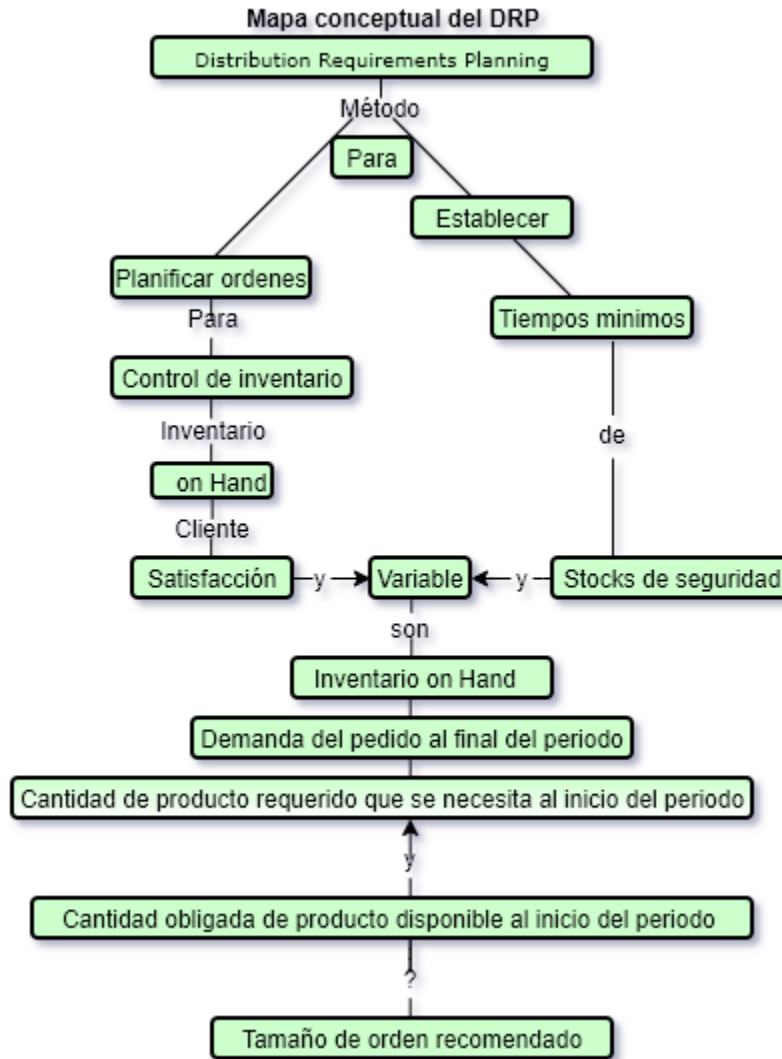 Mapa conceptual del DRP
Distribution Requirements Planning
Método
Para
Establecer
Planificar ordenes
Tiempos minimos
Para
Control de inventario
Inventario
de
on Hand
Cliente
Satisfacción
y
Variable
y
Stocks de seguridad
son
Inventario on Hand
Demanda del pedido al final del periodo
Cantidad de producto requerido que se necesita al inicio del periodo
y
Cantidad obligada de producto disponible al inicio del periodo
?
Tamaño de orden recomendado